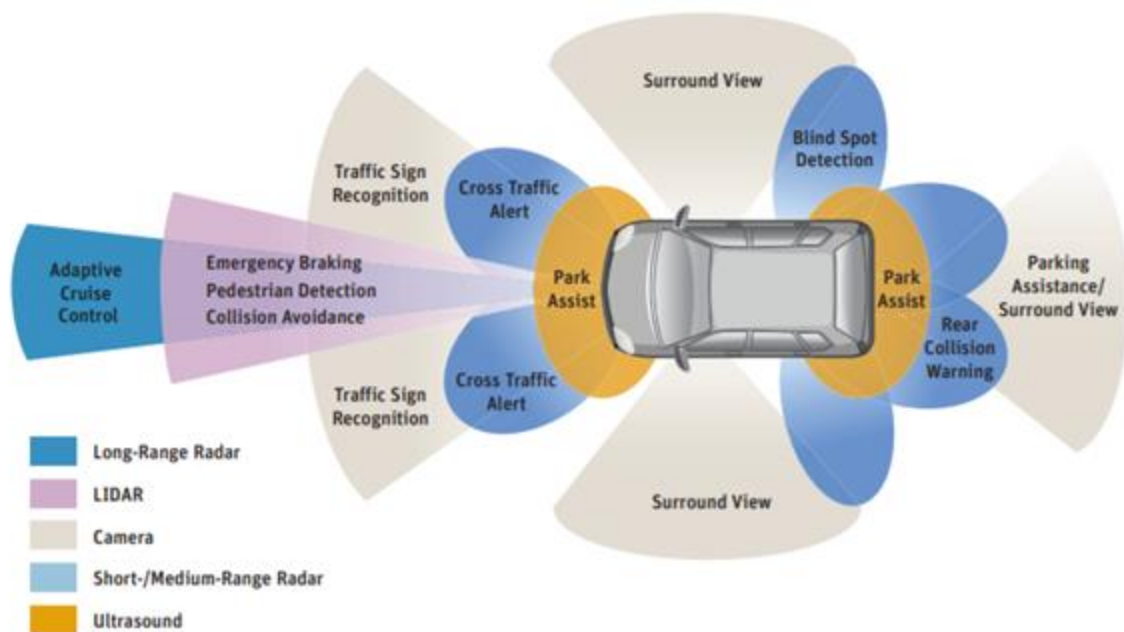 Surround View
Blind Spot
Detection
Traffic Sign
Recognition
Cross Traffic
Alert
Adaptive
Cruise
Control
Emergency Braking
Pedestrian Detection
Collision Avoidance
Park
Assist
Park
Assist
Parking
Assistance/
Surround View
Rear
Collision
Warning
Cross Traffic
Alert
Traffic Sign
Recognition
Surround View
Long-Range Radar
LIDAR
Camera
Short-/Medium-Range Radar
Ultrasound